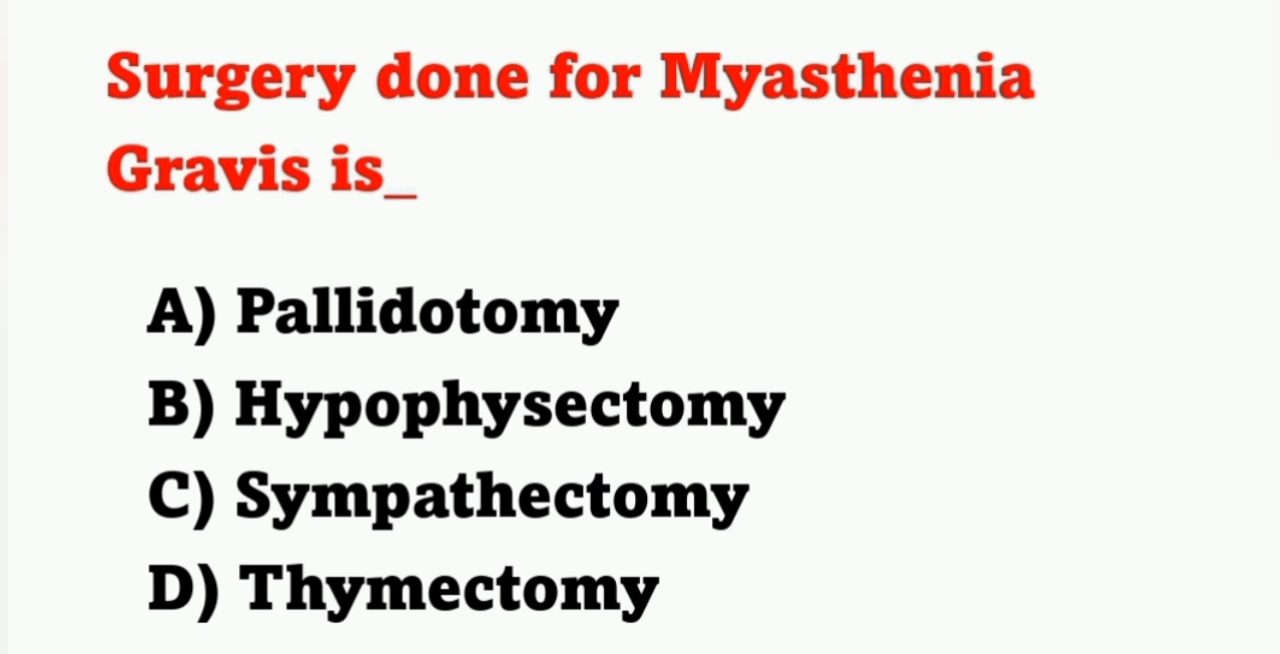 Surgery done for Myasthenia
Gravis is_
A) Pallidotomy
B) Hypophysectomy
C) Sympathectomy
D) Thymectomy